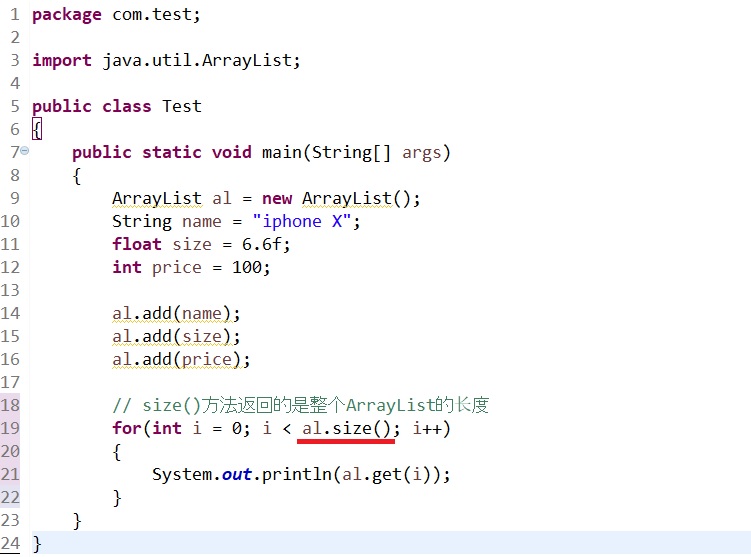 1 package com.test;
2
3 import java.util.ArrayList;
4
5 public class Test
6 {
7 public static void main(String[] args)
8 {
9 ArrayList al = new ArrayList();
10 String name = "iphone X";
11 float size = 6.6f;
12 int price = 100;
13
14 al.add(name);
15 al.add(size);
16 al.add(price);
17
18 // size()方法返回的是整个ArrayList的长度
19 for(int i = 0; i < al.size(); i++)
20 {
21 System.out.println(al.get(i));
22 }
23 }
24 }